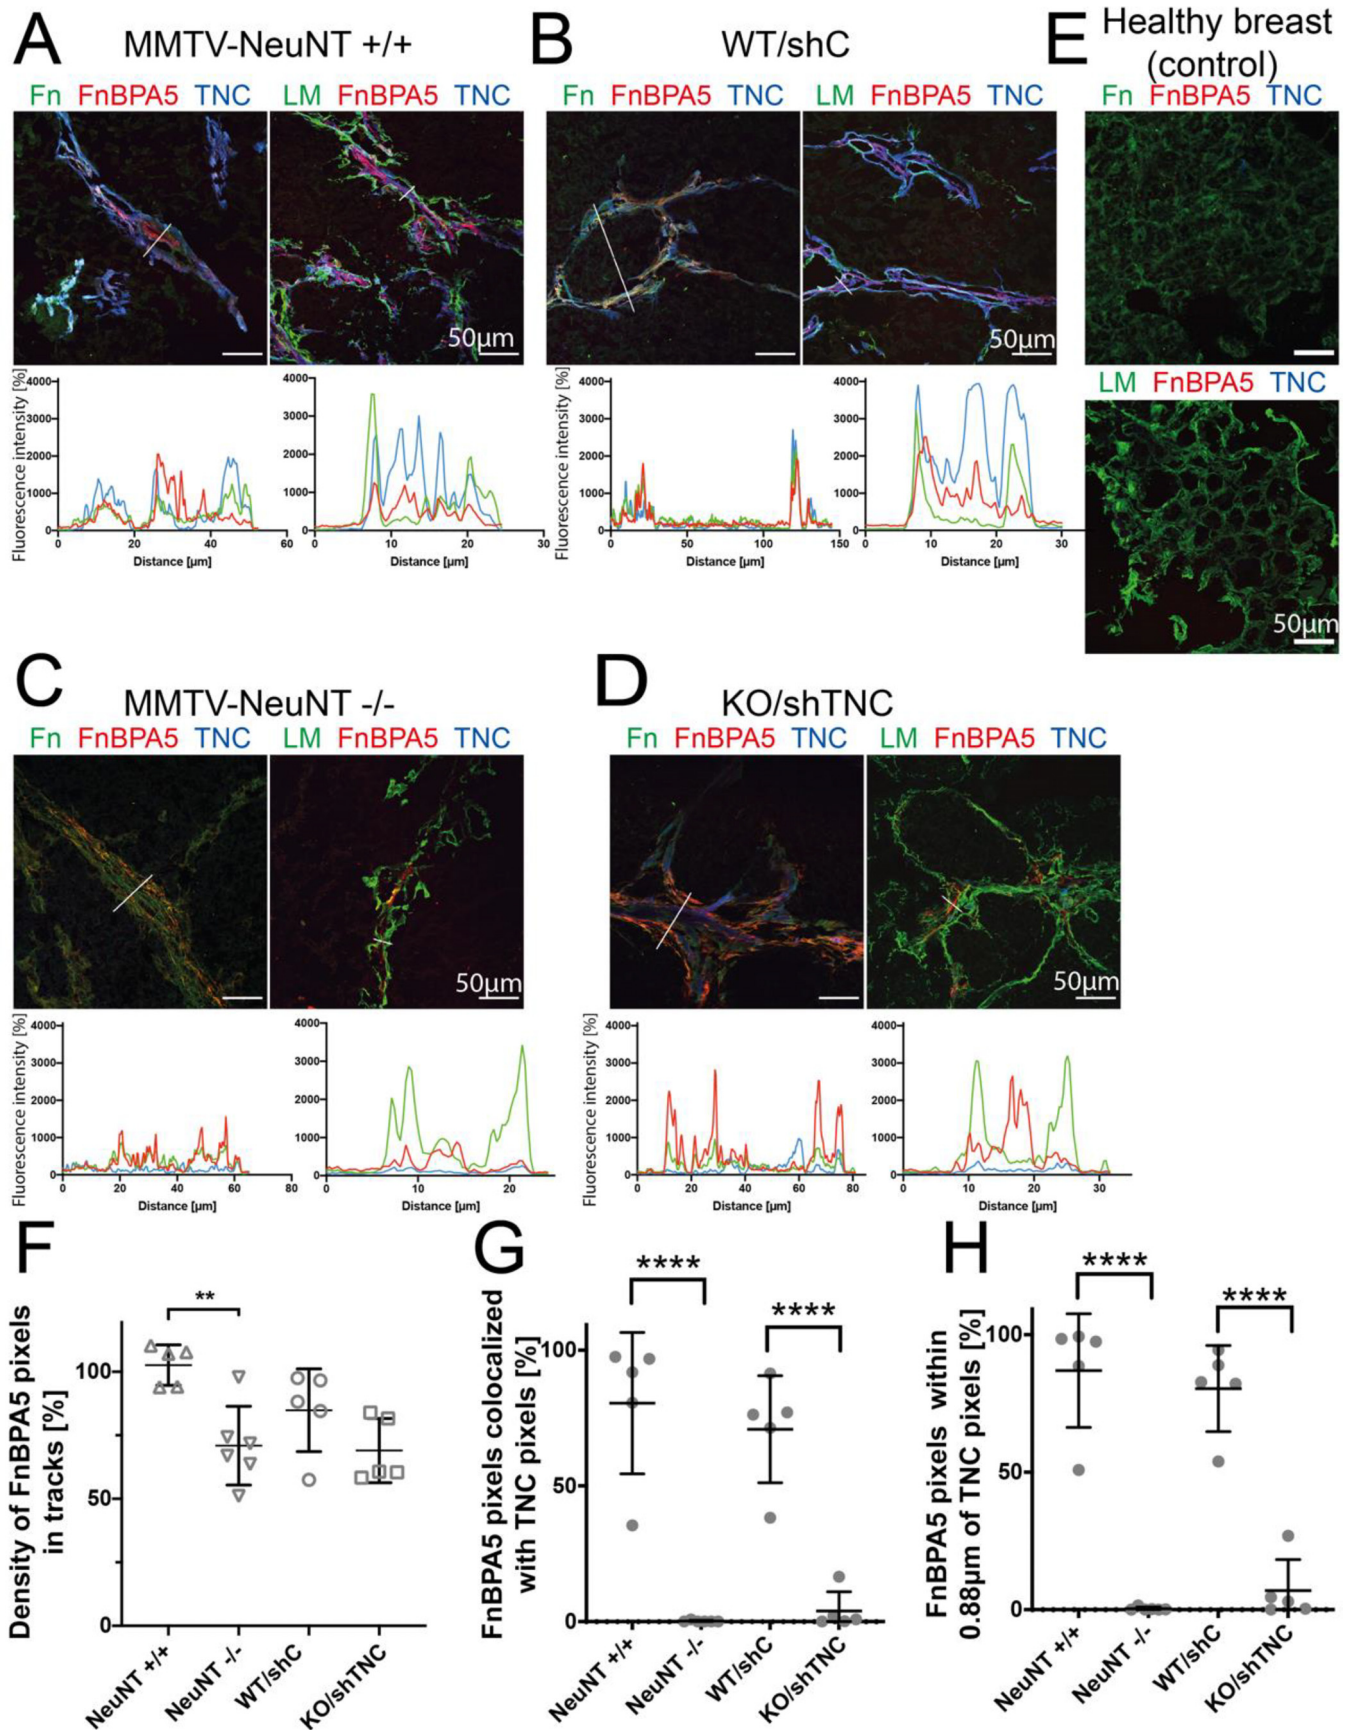 A MMTV-NeuNT +/+
Fn FnBPA5 TNC LM FnBPA5 TNC
50µm
Fluorescence intensity [%]
4000
3000
2000
1000
0
0 20 40 60
Distance [µm]
4000
3000
2000
1000
0
0 10 20 30
Distance [µm]
B WT/shC
Fn FnBPA5 TNC LM FnBPA5 TNC
50µm
Fluorescence intensity [%]
4000
3000
2000
1000
0
0 50 100 150
Distance [µm]
4000
3000
2000
1000
0
0 10 20 30
Distance [µm]
E Healthy breast
(control)
Fn FnBPA5 TNC
LM FnBPA5 TNC
50µm
C MMTV-NeuNT -/-
Fn FnBPA5 TNC LM FnBPA5 TNC
50µm
Fluorescence intensity [%]
4000
3000
2000
1000
0
0 20 40 60 80
Distance [µm]
4000
3000
2000
1000
0
0 10 20
Distance [µm]
D KO/shTNC
Fn FnBPA5 TNC LM FnBPA5 TNC
50µm
Fluorescence intensity [%]
4000
3000
2000
1000
0
0 20 40 60 80
Distance [µm]
4000
3000
2000
1000
0
0 10 20 30
Distance [µm]
F
Density of FnBPA5 pixels
in tracks [%]
**
100
50
0
NeuNT +/+
NeuNT -/-
WT/shC
KO/shTNC
G
FnBPA5 pixels colocalized
with TNC pixels [%]
****
****
100
50
0
NeuNT +/+
NeuNT -/-
WT/shC
KO/shTNC
H
FnBPA5 pixels within
0.88µm of TNC pixels [%]
****
****
100
50
0
NeuNT +/+
NeuNT -/-
WT/shC
KO/shTNC